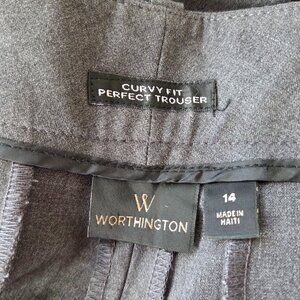 CURVY FIT
PERFECT TROUSER
W
WORTHINGTON
14
MADE IN
HAITI